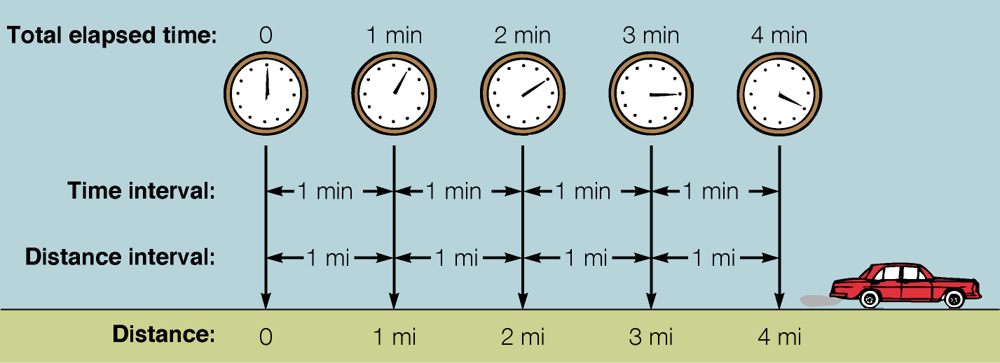 Total elapsed time: 0 1 min 2 min 3 min 4 min
Time interval: 1 min 1 min 1 min 1 min
Distance interval: 1 mi 1 mi 1 mi 1 mi
Distance: 0 1 mi 2 mi 3 mi 4 mi